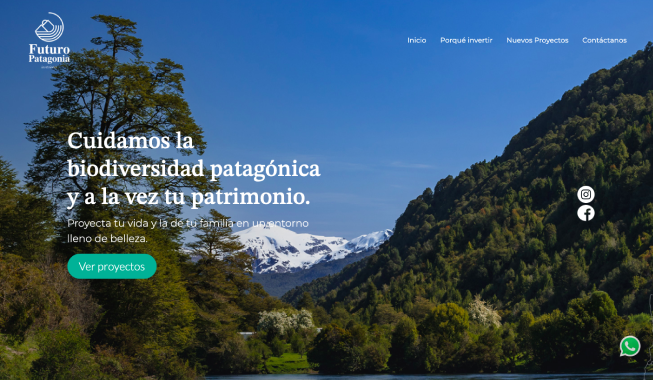 Futuro
Patagonia
Inicio
Porqué invertir
Nuevos Proyectos
Contáctanos
Cuidamos la
biodiversidad patagónica
y a la vez tu patrimonio.
Proyecta tu vida y la de tu familia en un entorno
lleno de belleza.
Ver proyectos